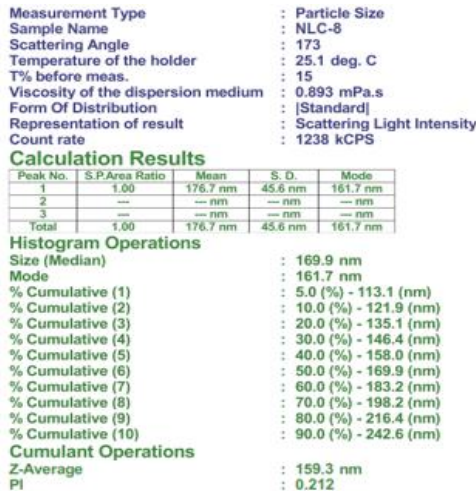 Measurement Type : Particle Size
Sample Name : NLC-8
Scattering Angle : 173
Temperature of the holder : 25.1 deg. C
T% before meas. : 15
Viscosity of the dispersion medium : 0.893 mPa.s
Form Of Distribution : |Standard|
Representation of result : Scattering Light Intensity
Count rate : 1238 kCPS
Calculation Results
Peak No. S.P.Area Ratio Mean S. D. Mode
1 1.00 176.7 nm 45.6 nm 161.7 nm
2 --- --- nm --- nm --- nm
3 --- --- nm --- nm --- nm
Total 1.00 176.7 nm 45.6 nm 161.7 nm
Histogram Operations
Size (Median) : 169.9 nm
Mode : 161.7 nm
% Cumulative (1) : 5.0 (%) - 113.1 (nm)
% Cumulative (2) : 10.0 (%) - 121.9 (nm)
% Cumulative (3) : 20.0 (%) - 135.1 (nm)
% Cumulative (4) : 30.0 (%) - 146.4 (nm)
% Cumulative (5) : 40.0 (%) - 158.0 (nm)
% Cumulative (6) : 50.0 (%) - 169.9 (nm)
% Cumulative (7) : 60.0 (%) - 183.2 (nm)
% Cumulative (8) : 70.0 (%) - 198.2 (nm)
% Cumulative (9) : 80.0 (%) - 216.4 (nm)
% Cumulative (10) : 90.0 (%) - 242.6 (nm)
Cumulant Operations
Z-Average : 159.3 nm
PI : 0.212